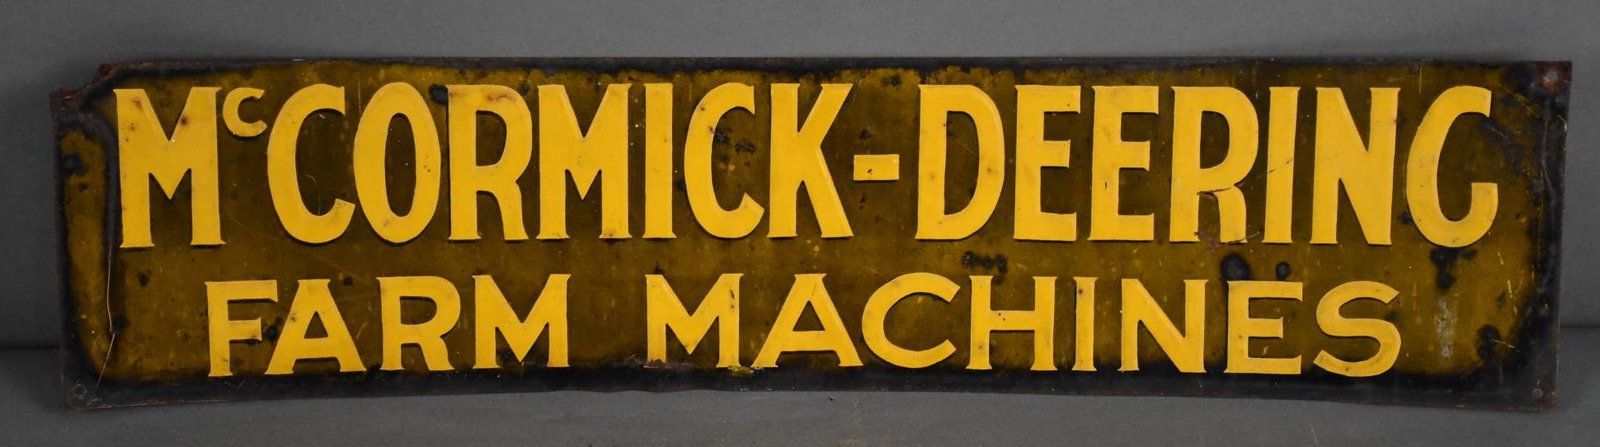 McCORMICK-DEERING
FARM MACHINES